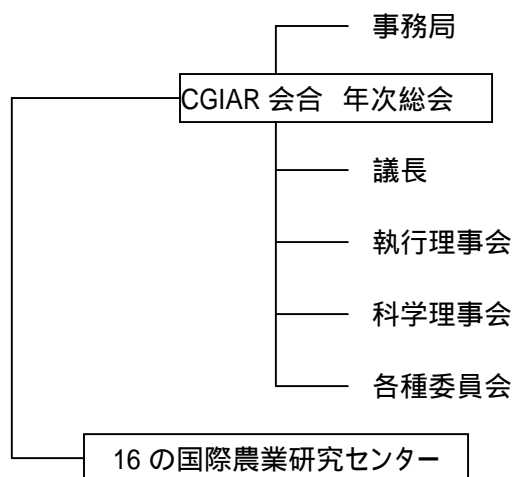 事務局
CGIAR 会合 年次総会
議長
執行理事会
科学理事会
各種委員会
16 の国際農業研究センター